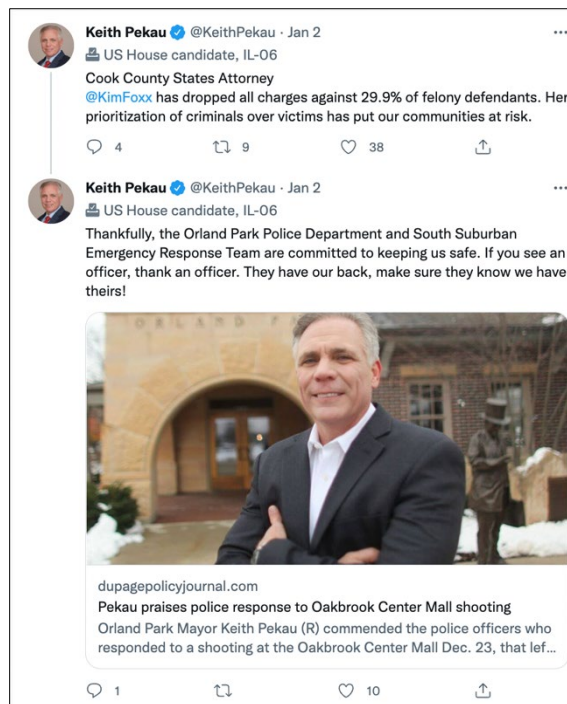 Keith Pekau @KeithPekau · Jan 2
US House candidate, IL-06
Cook County States Attorney
@KimFoxx has dropped all charges against 29.9% of felony defendants. Her
prioritization of criminals over victims has put our communities at risk.
4 9 38
Keith Pekau @KeithPekau · Jan 2
US House candidate, IL-06
Thankfully, the Orland Park Police Department and South Suburban
Emergency Response Team are committed to keeping us safe. If you see an
officer, thank an officer. They have our back, make sure they know we have
theirs!
ORLAND P
dupagepolicyjournal.com
Pekau praises police response to Oakbrook Center Mall shooting
Orland Park Mayor Keith Pekau (R) commended the police officers who
responded to a shooting at the Oakbrook Center Mall Dec. 23, that lef...
1 10